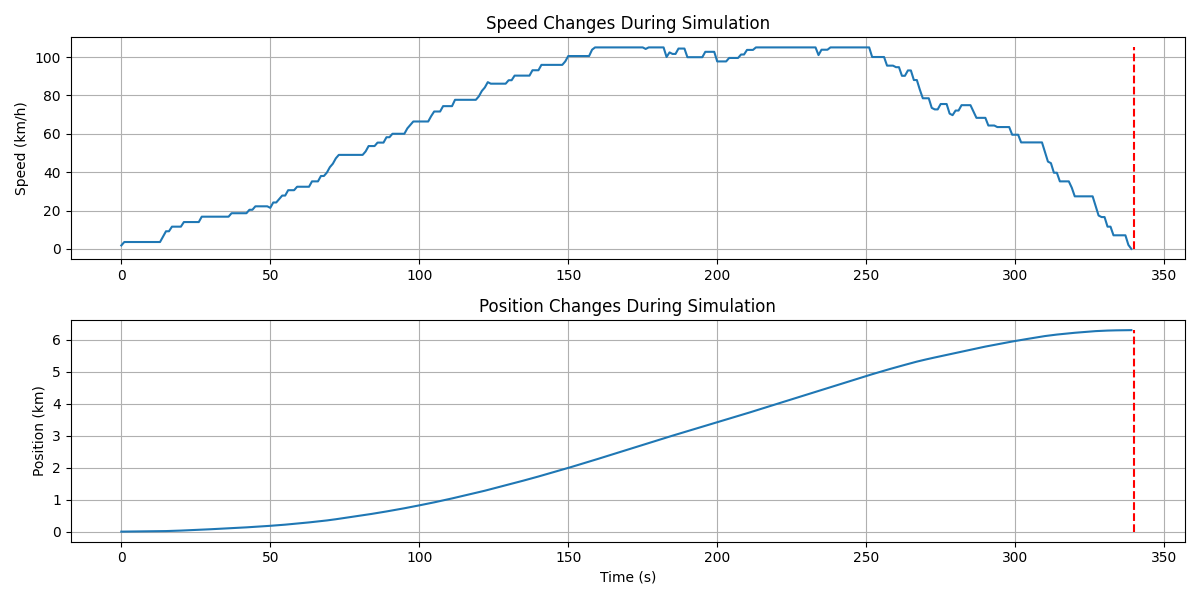 Speed Changes During Simulation
Speed (km/h)
100
80
60
40
20
0
0 50 100 150 200 250 300 350
Position Changes During Simulation
Position (km)
6
5
4
3
2
1
0
0 50 100 150 200 250 300 350
Time (s)